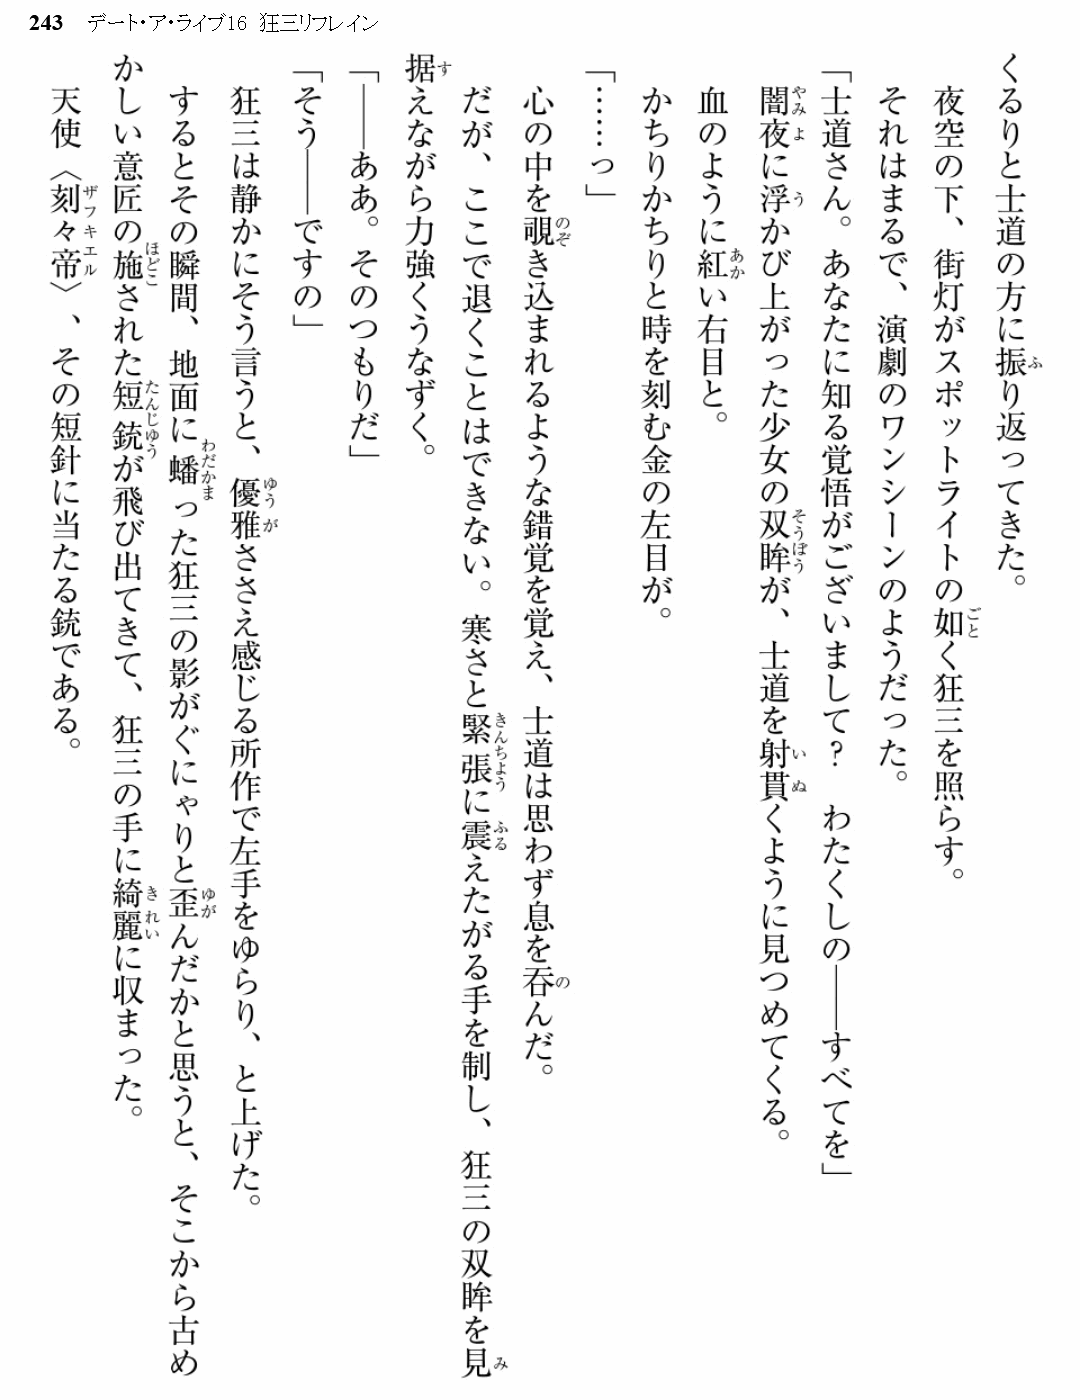 243 デート・ア・ライブ16 狂三リフレイン
くるりと士道の方に振り返ってきた。
夜空の下、街灯がスポットライトの如く狂三を照らす。
それはまるで、演劇のワンシーンのようだった。
「士道さん。あなたに知る覚悟がございまして? わたくしの――すべてを」
闇夜に浮かび上がった少女の双眸が、士道を射貫くように見つめてくる。
血のように紅い右目と。
かちりかちりと時を刻む金の左目が。
「……っ」
心の中を覗き込まれるような錯覚を覚え、士道は思わず息を呑んだ。
だが、ここで退くことはできない。寒さと緊張に震えたがる手を制し、狂三の双眸を見
据えながら力強くうなずく。
「――ああ。そのつもりだ」
「そう――ですの」
狂三は静かにそう言うと、優雅ささえ感じる所作で左手をゆらり、と上げた。
するとその瞬間、地面に蟠った狂三の影がぐにゃりと歪んだかと思うと、そこから古め
かしい意匠の施された短銃が飛び出てきて、狂三の手に綺麗に収まった。
天使〈刻々帝〉、その短針に当たる銃である。